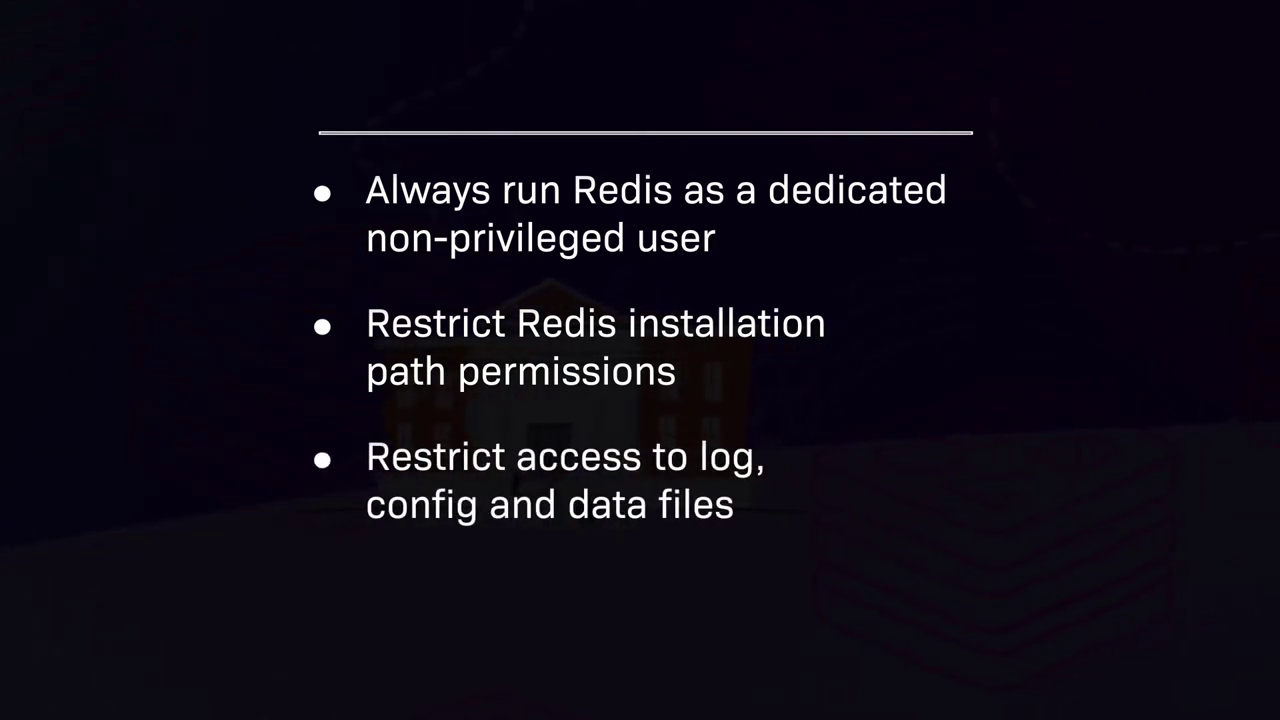 ● Always run Redis as a dedicated
non-privileged user
● Restrict Redis installation
path permissions
● Restrict access to log,
config and data files